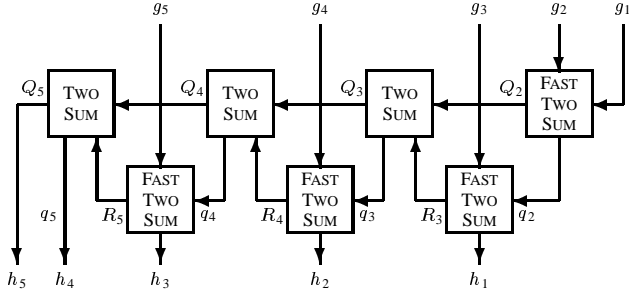 g5 g4 g3 g2 g1
Q5 TWO SUM Q4 TWO SUM Q3 TWO SUM Q2 FAST TWO SUM
q5 R5 FAST TWO SUM q4 R4 FAST TWO SUM q3 R3 FAST TWO SUM q2
h5 h4 h3 h2 h1